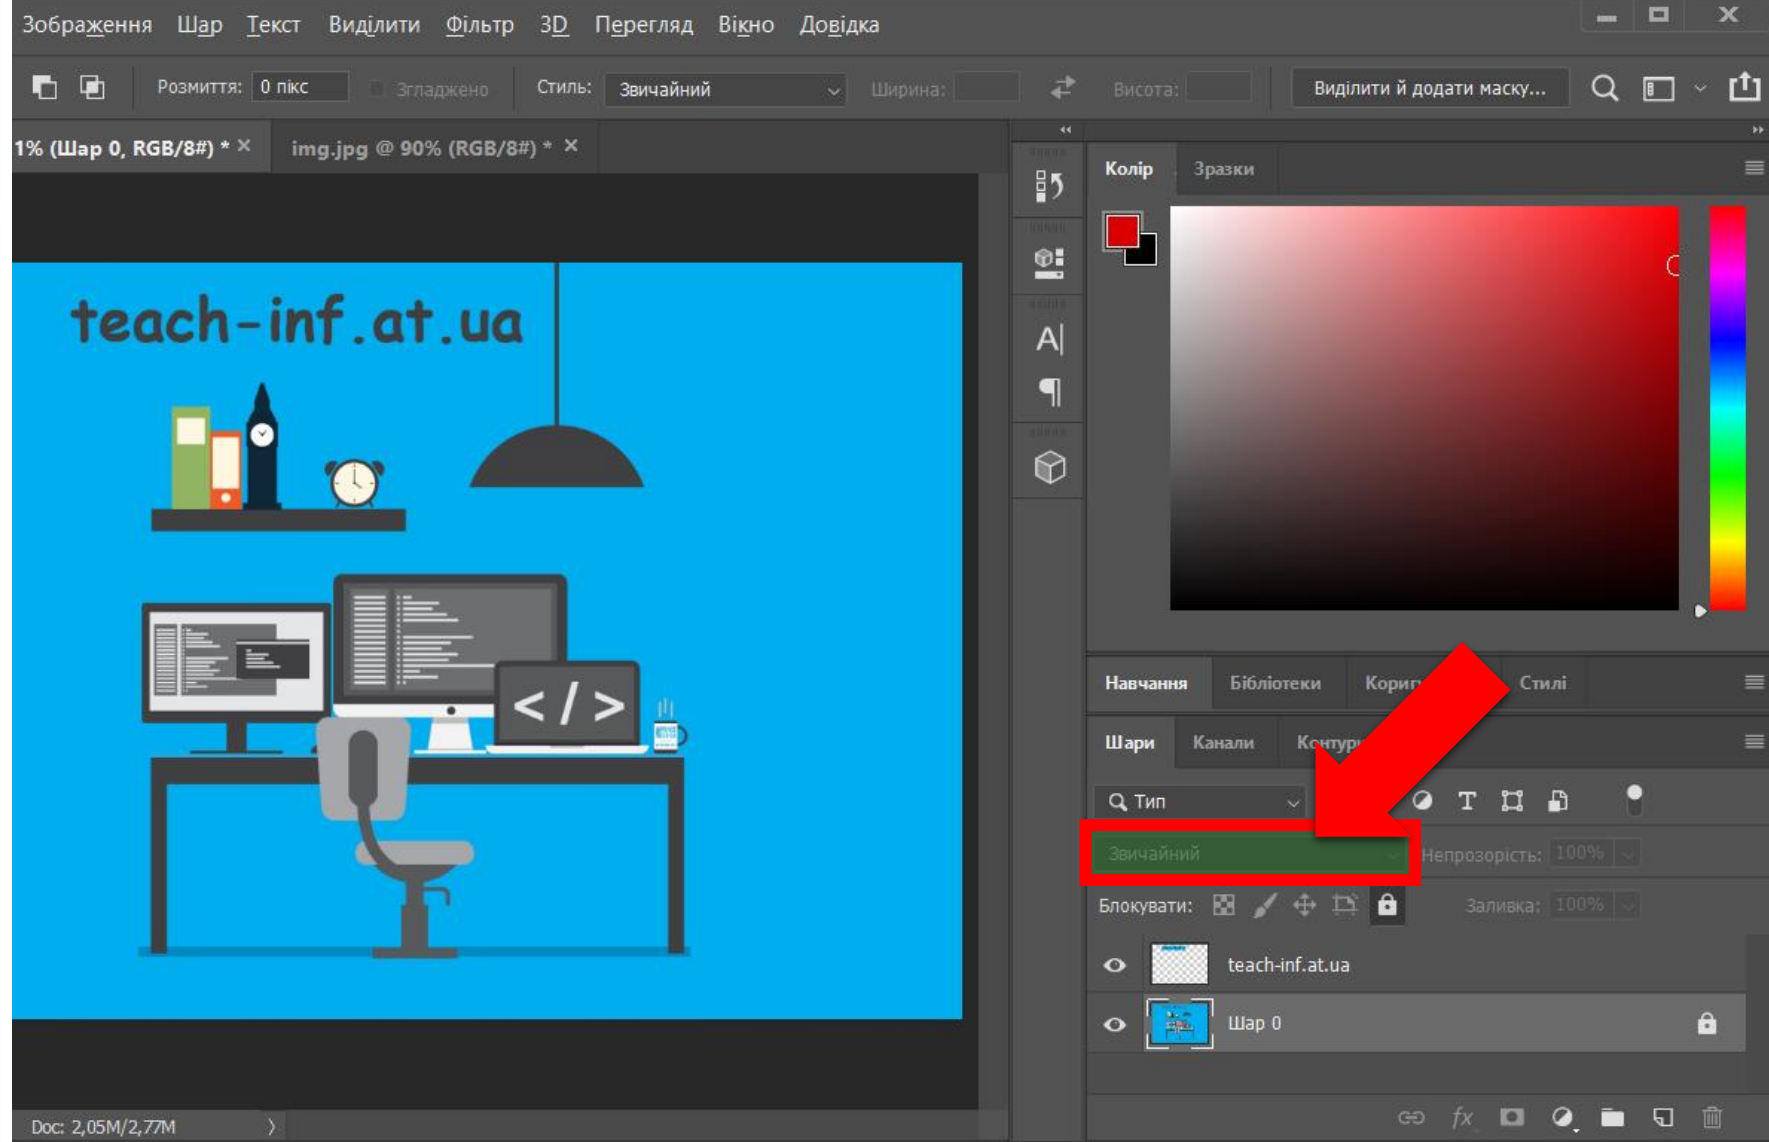 Зображення Шар Текст Виділити Фільтр 3D Перегляд Вікно Довідка
Розмиття: 0 пікс Згладжено Стиль: Звичайний Ширина: Висота: Виділити й додати маску...
1% (Шар 0, RGB/8#) * × img.jpg @ 90% (RGB/8#) * ×
Колір Зразки
teach-inf.at.ua
</>
Навчання Бібліотеки Стилі
Шари Канали
Тип
Звичайний Непрозорість: 100%
Блокувати: Заливка: 100%
teach-inf.at.ua
Шар 0
fx
Doc: 2,05M/2,77M